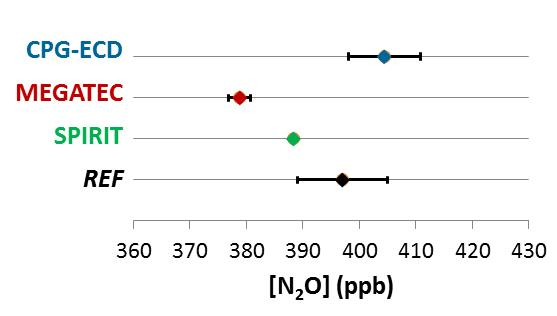 CPG-ECD
MEGATEC
SPIRIT
REF
360 370 380 390 400 410 420 430
[N₂O] (ppb)